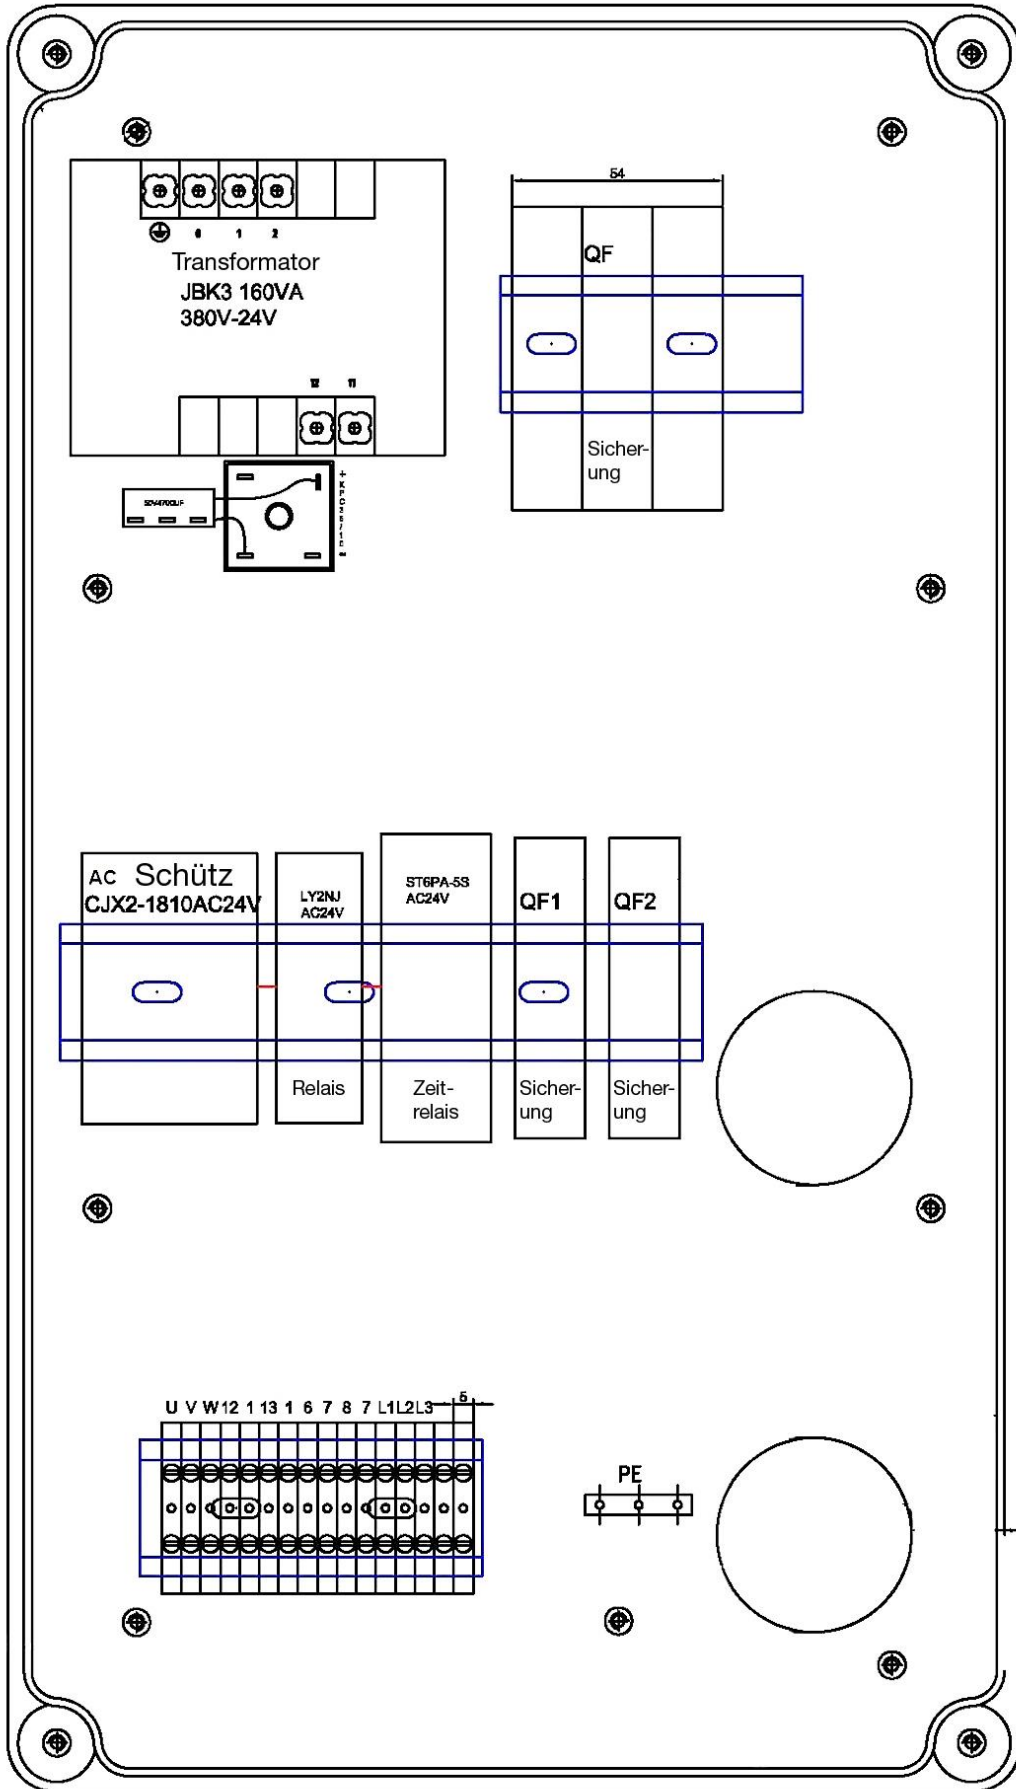 54
0 1 2
Transformator
JBK3 160VA
380V-24V
QF
12 11
Sicher-
ung
50V4700UF
AC Schütz
CJX2-1810AC24V
LY2NJ
AC24V
ST6PA-5S
AC24V
QF1
QF2
Relais
Zeit-
relais
Sicher-
ung
Sicher-
ung
U V W 12 1 13 1 6 7 8 7 L1 L2 L3
5
PE